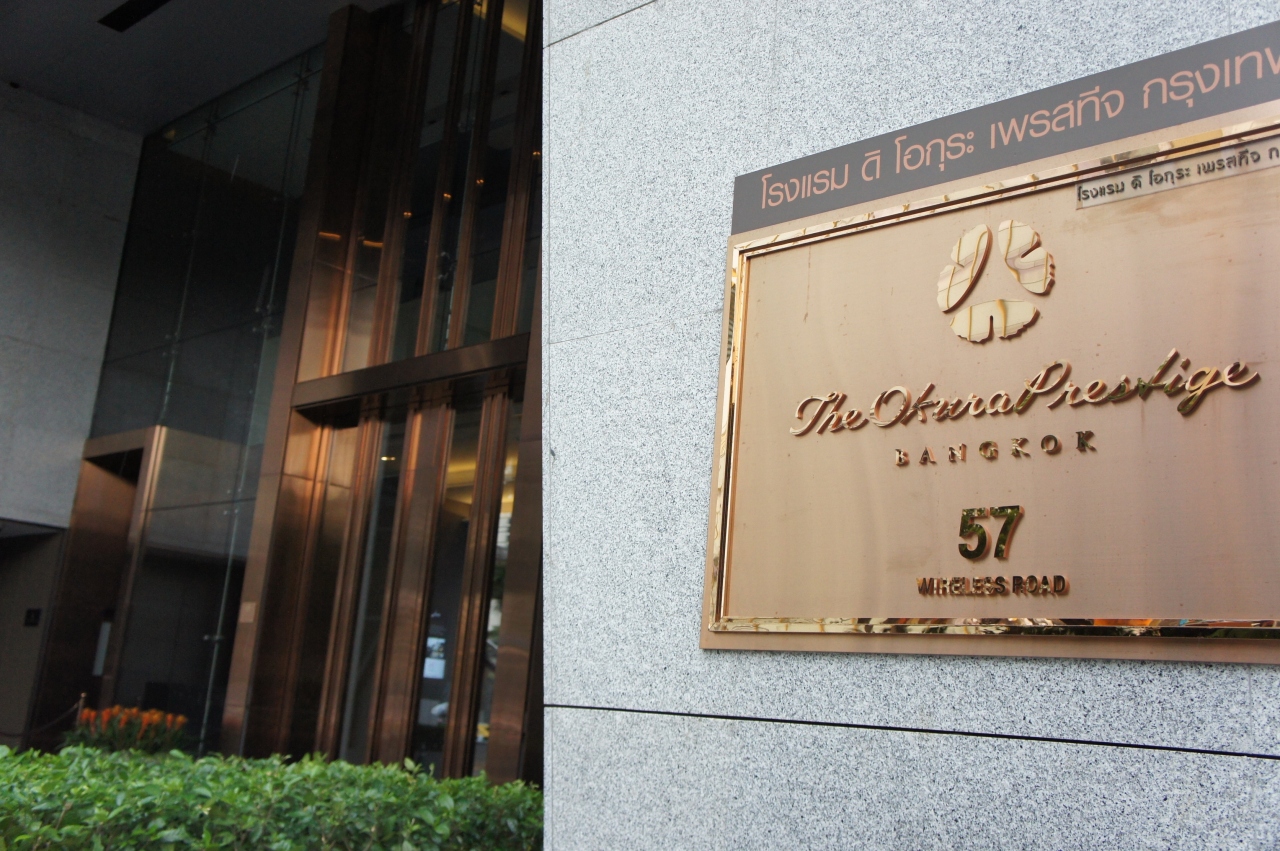 โรงแรม ดิ โอกุระ เพรสทีจ กรุงเทพ
โรงแรม ดิ โอกุระ เพรสทีจ ก
The Okura Prestige
BANGKOK
57
WIRELESS ROAD